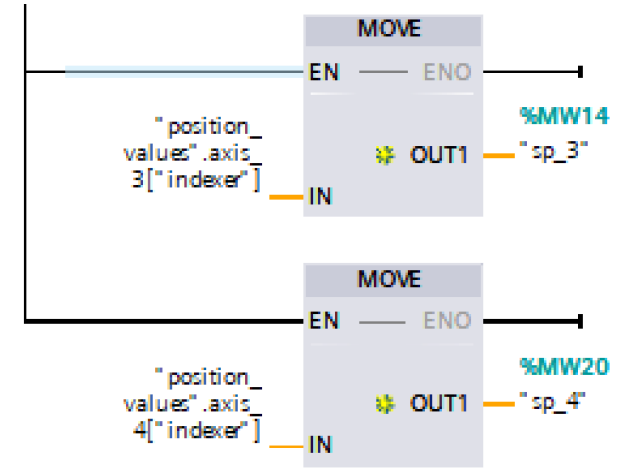 MOVE
EN
ENO
%MW14
"position_
values".axis_
3["indexer"]
OUT1
"sp_3"
IN
MOVE
EN
ENO
%MW20
"position_
values".axis_
4["indexer"]
OUT1
"sp_4"
IN